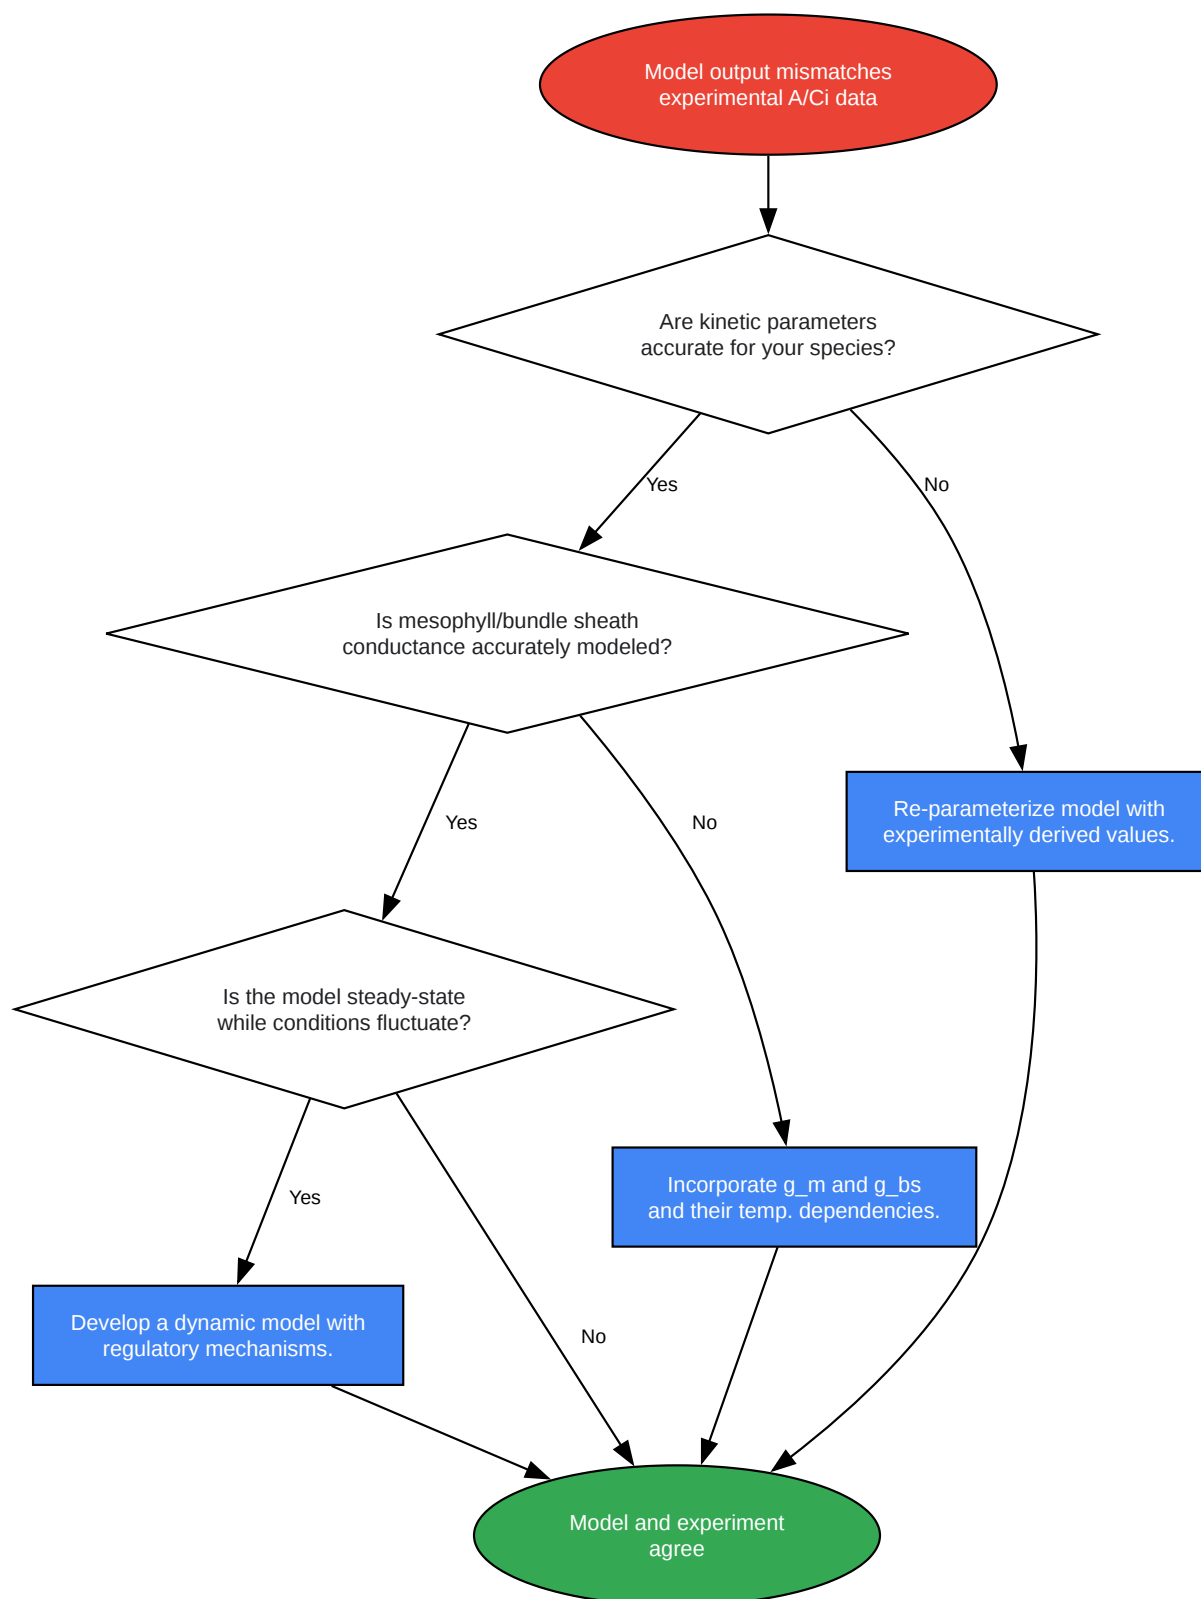 Model output mismatches
experimental A/Ci data
Are kinetic parameters
accurate for your species?
Yes
No
Is mesophyll/bundle sheath
conductance accurately modeled?
Re-parameterize model with
experimentally derived values.
Yes
No
Is the model steady-state
while conditions fluctuate?
Incorporate g_m and g_bs
and their temp. dependencies.
Yes
No
Develop a dynamic model with
regulatory mechanisms.
Model and experiment
agree